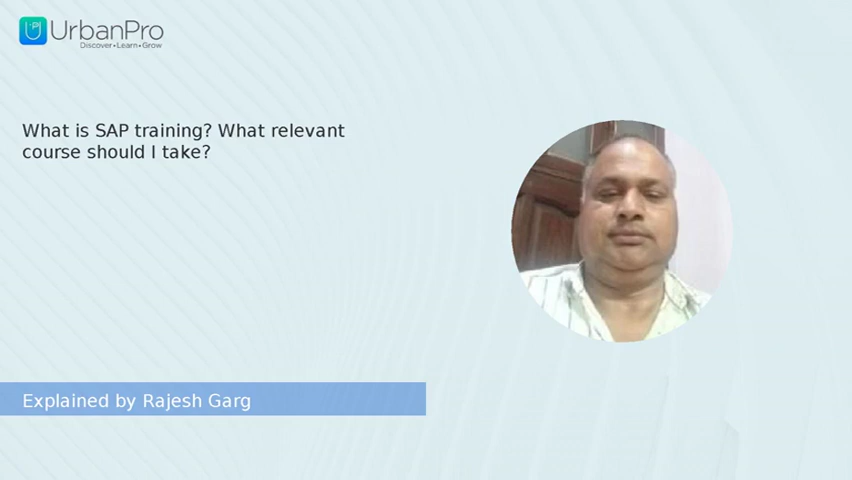 UrbanPro
Discover•Learn•Grow
What is SAP training? What relevant
course should I take?
Explained by Rajesh Garg